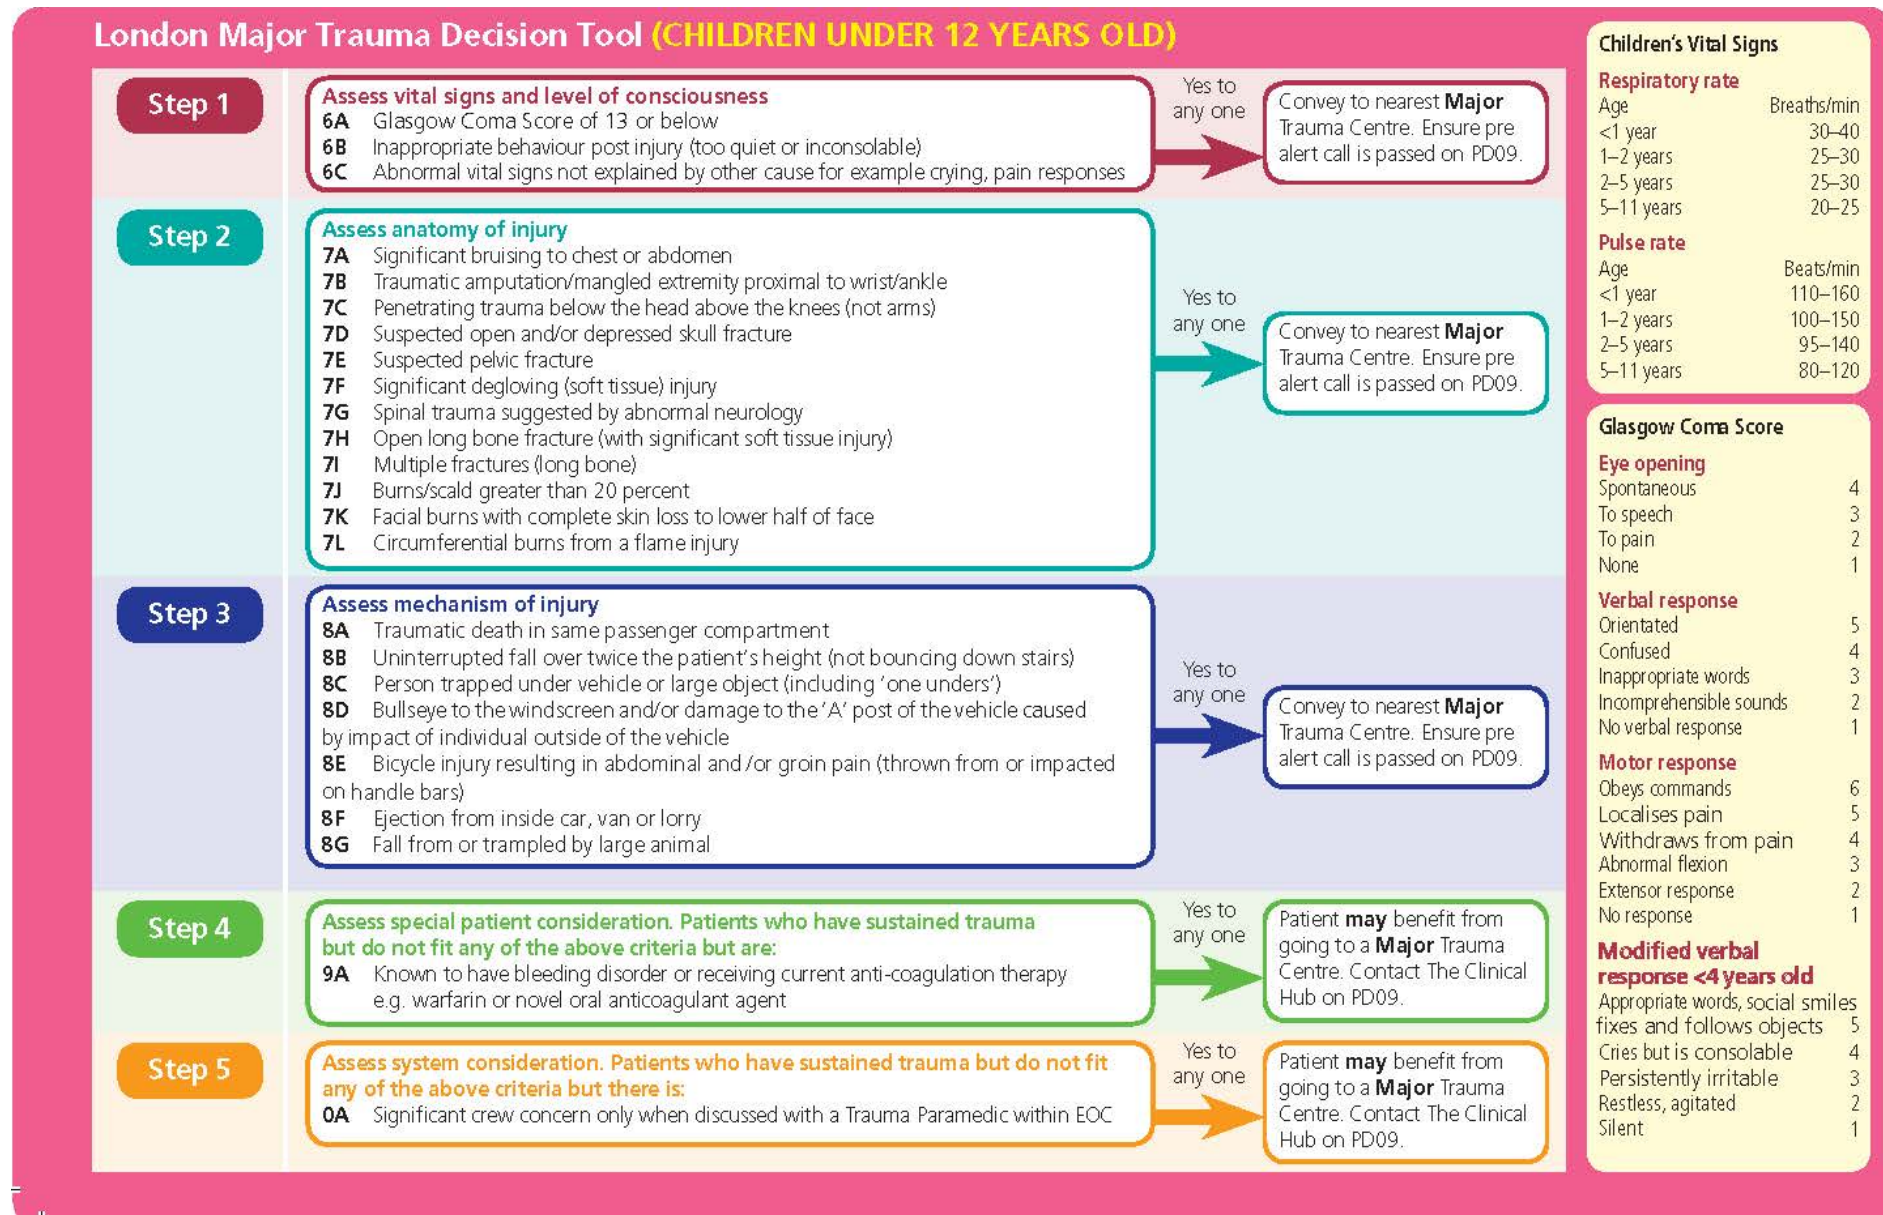 London Major Trauma Decision Tool (CHILDREN UNDER 12 YEARS OLD)
Step 1
Assess vital signs and level of consciousness
6A Glasgow Coma Score of 13 or below
6B Inappropriate behaviour post injury (too quiet or inconsolable)
6C Abnormal vital signs not explained by other cause for example crying, pain responses
Yes to
any one
Convey to nearest Major
Trauma Centre. Ensure pre
alert call is passed on PD09.
Step 2
Assess anatomy of injury
7A Significant bruising to chest or abdomen
7B Traumatic amputation/mangled extremity proximal to wrist/ankle
7C Penetrating trauma below the head above the knees (not arms)
7D Suspected open and/or depressed skull fracture
7E Suspected pelvic fracture
7F Significant degloving (soft tissue) injury
7G Spinal trauma suggested by abnormal neurology
7H Open long bone fracture (with significant soft tissue injury)
7I Multiple fractures (long bone)
7J Burns/scald greater than 20 percent
7K Facial burns with complete skin loss to lower half of face
7L Circumferential burns from a flame injury
Yes to
any one
Convey to nearest Major
Trauma Centre. Ensure pre
alert call is passed on PD09.
Step 3
Assess mechanism of injury
8A Traumatic death in same passenger compartment
8B Uninterrupted fall over twice the patient's height (not bouncing down stairs)
8C Person trapped under vehicle or large object (including 'one unders')
8D Bullseye to the windscreen and/or damage to the 'A' post of the vehicle caused
by impact of individual outside of the vehicle
8E Bicycle injury resulting in abdominal and /or groin pain (thrown from or impacted
on handle bars)
8F Ejection from inside car, van or lorry
8G Fall from or trampled by large animal
Yes to
any one
Convey to nearest Major
Trauma Centre. Ensure pre
alert call is passed on PD09.
Step 4
Assess special patient consideration. Patients who have sustained trauma
but do not fit any of the above criteria but are:
9A Known to have bleeding disorder or receiving current anti-coagulation therapy
e.g. warfarin or novel oral anticoagulant agent
Yes to
any one
Patient may benefit from
going to a Major Trauma
Centre. Contact The Clinical
Hub on PD09.
Step 5
Assess system consideration. Patients who have sustained trauma but do not fit
any of the above criteria but there is:
0A Significant crew concern only when discussed with a Trauma Paramedic within EOC
Yes to
any one
Patient may benefit from
going to a Major Trauma
Centre. Contact The Clinical
Hub on PD09.
Children's Vital Signs
Respiratory rate
Age Breaths/min
<1 year 30–40
1–2 years 25–30
2–5 years 25–30
5–11 years 20–25
Pulse rate
Age Beats/min
<1 year 110–160
1–2 years 100–150
2–5 years 95–140
5–11 years 80–120
Glasgow Coma Score
Eye opening
Spontaneous 4
To speech 3
To pain 2
None 1
Verbal response
Orientated 5
Confused 4
Inappropriate words 3
Incomprehensible sounds 2
No verbal response 1
Motor response
Obeys commands 6
Localises pain 5
Withdraws from pain 4
Abnormal flexion 3
Extensor response 2
No response 1
Modified verbal
response <4 years old
Appropriate words, social smiles
fixes and follows objects 5
Cries but is consolable 4
Persistently irritable 3
Restless, agitated 2
Silent 1